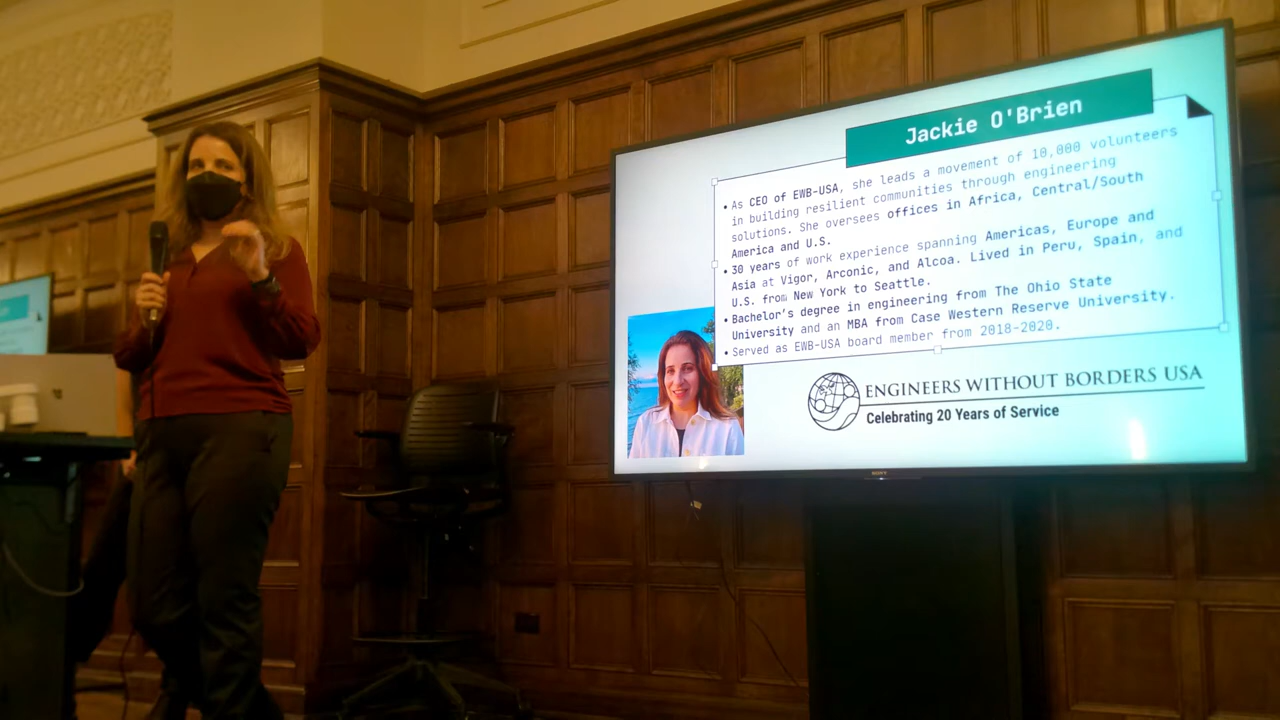 Jackie O'Brien
• As CEO of EWB-USA, she leads a movement of 10,000 volunteers
in building resilient communities through engineering
solutions. She oversees offices in Africa, Central/South
America and U.S.
• 30 years of work experience spanning Americas, Europe and
Asia at Vigor, Arconic, and Alcoa. Lived in Peru, Spain, and
U.S. from New York to Seattle.
• Bachelor's degree in engineering from The Ohio State
University and an MBA from Case Western Reserve University.
• Served as EWB-USA board member from 2018-2020.
ENGINEERS WITHOUT BORDERS USA
Celebrating 20 Years of Service
SONY